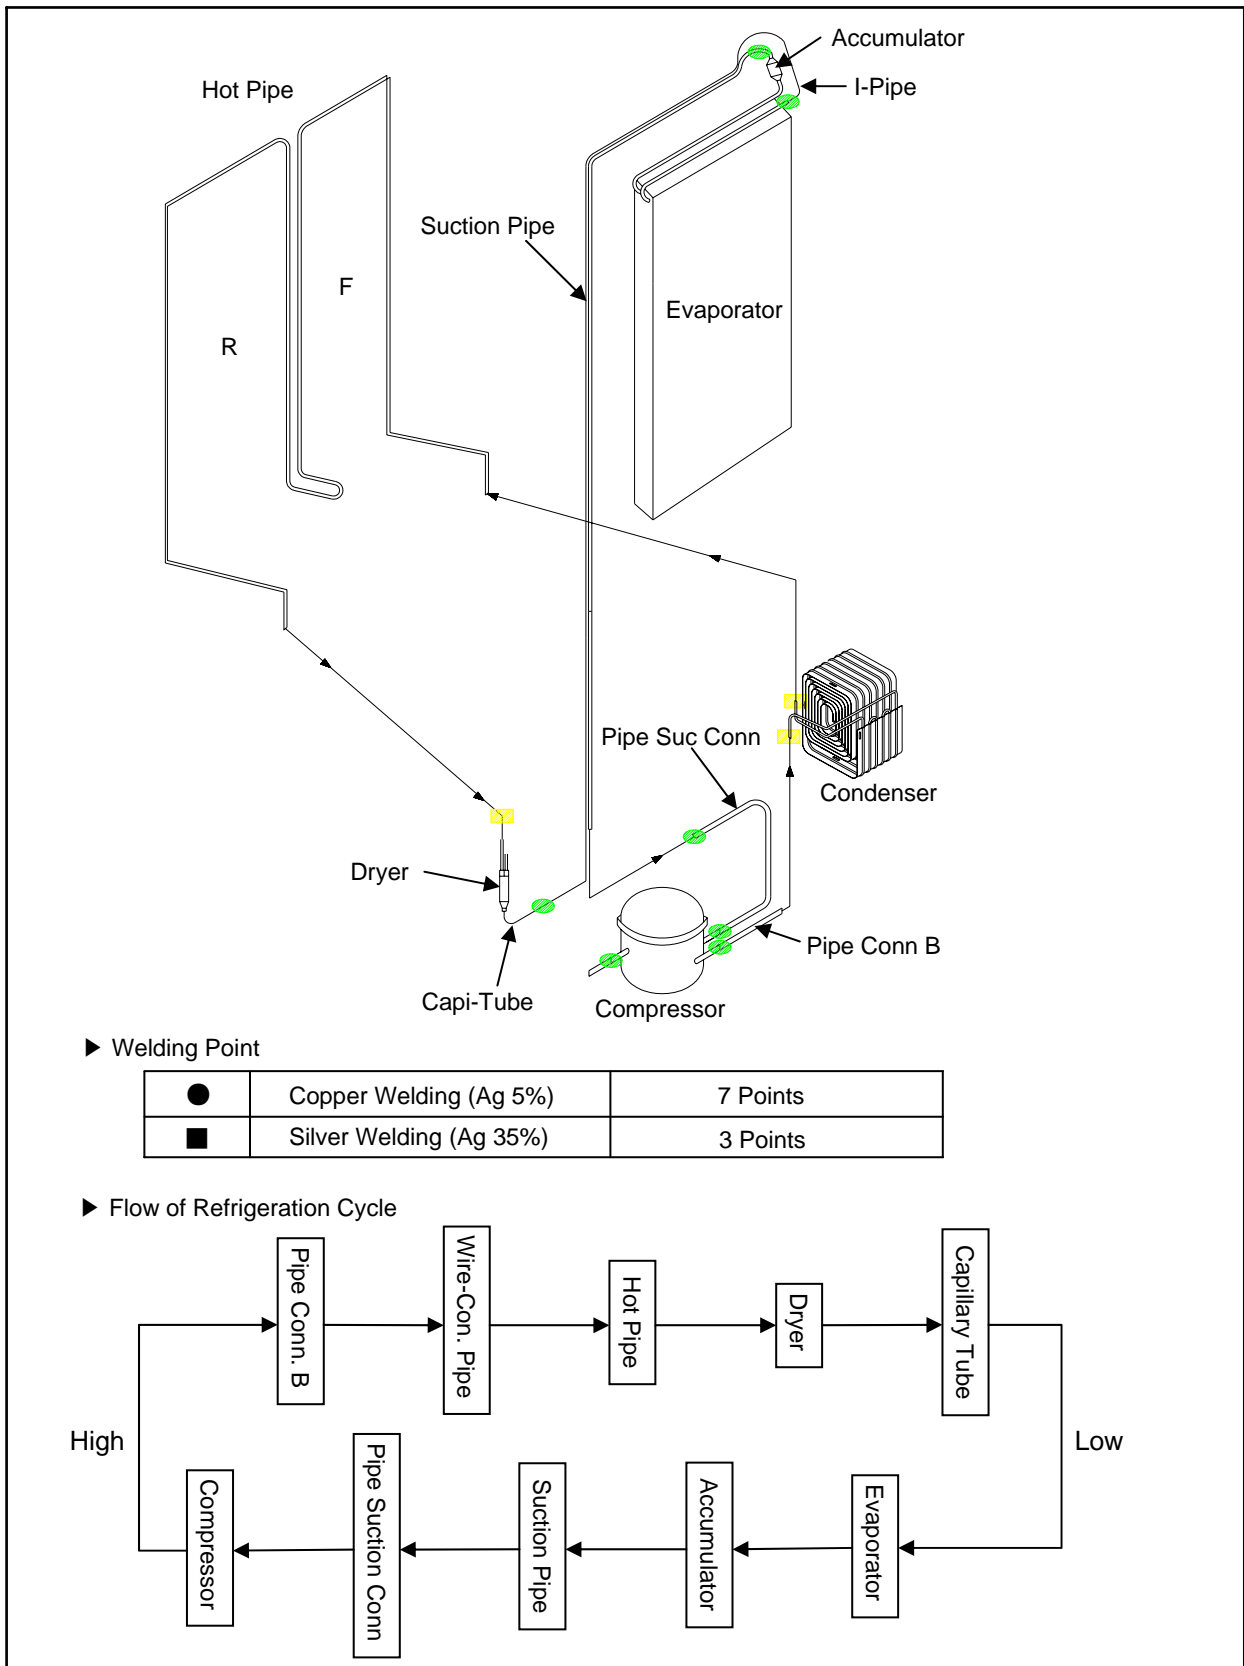 Accumulator
Hot Pipe
I-Pipe
Suction Pipe
F
Evaporator
R
Pipe Suc Conn
Condenser
Dryer
Pipe Conn B
Capi-Tube
Compressor
▶ Welding Point
● Copper Welding (Ag 5%) 7 Points
■ Silver Welding (Ag 35%) 3 Points
▶ Flow of Refrigeration Cycle
Pipe Conn. B
Wire-Con. Pipe
Hot Pipe
Dryer
Capillary Tube
High
Low
Compressor
Pipe Suction Conn
Suction Pipe
Accumulator
Evaporator